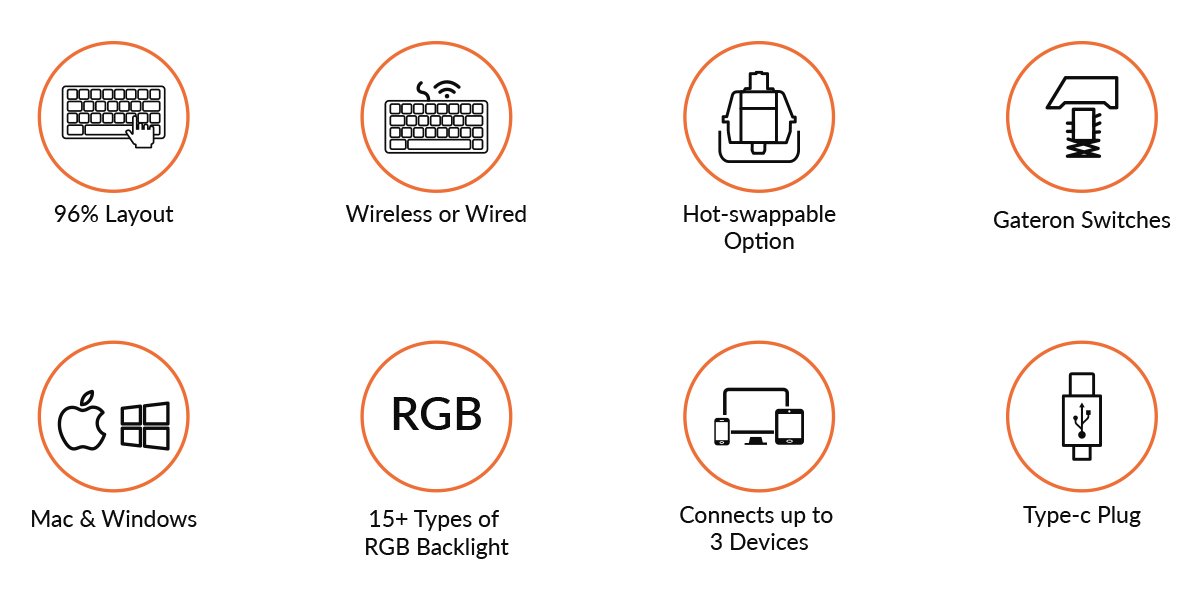 96% Layout
Wireless or Wired
Hot-swappable
Option
Gateron Switches
RGB
Mac & Windows
15+ Types of
RGB Backlight
Connects up to
3 Devices
Type-c Plug